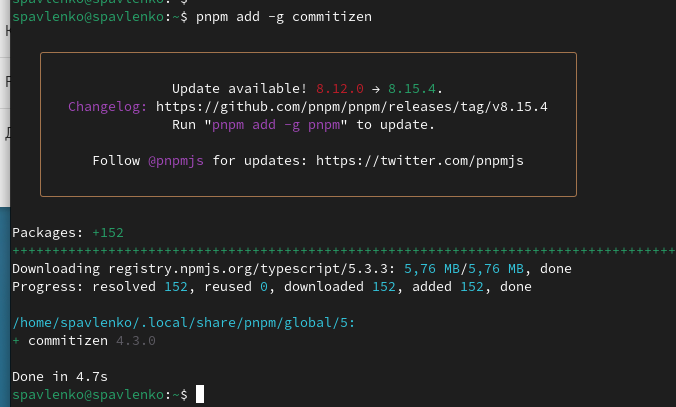 spavlenko@spavlenko:~$
spavlenko@spavlenko:~$ pnpm add -g commitizen
Update available! 8.12.0 → 8.15.4.
Changelog: https://github.com/pnpm/pnpm/releases/tag/v8.15.4
Run "pnpm add -g pnpm" to update.
Follow @pnpmjs for updates: https://twitter.com/pnpmjs
Packages: +152
+++++++++++++++++++++++++++++++++++++++++++++++++++++++++++++++++++++++++++++++++++
Downloading registry.npmjs.org/typescript/5.3.3: 5,76 MB/5,76 MB, done
Progress: resolved 152, reused 0, downloaded 152, added 152, done
/home/spavlenko/.local/share/pnpm/global/5:
+ commitizen 4.3.0
Done in 4.7s
spavlenko@spavlenko:~$